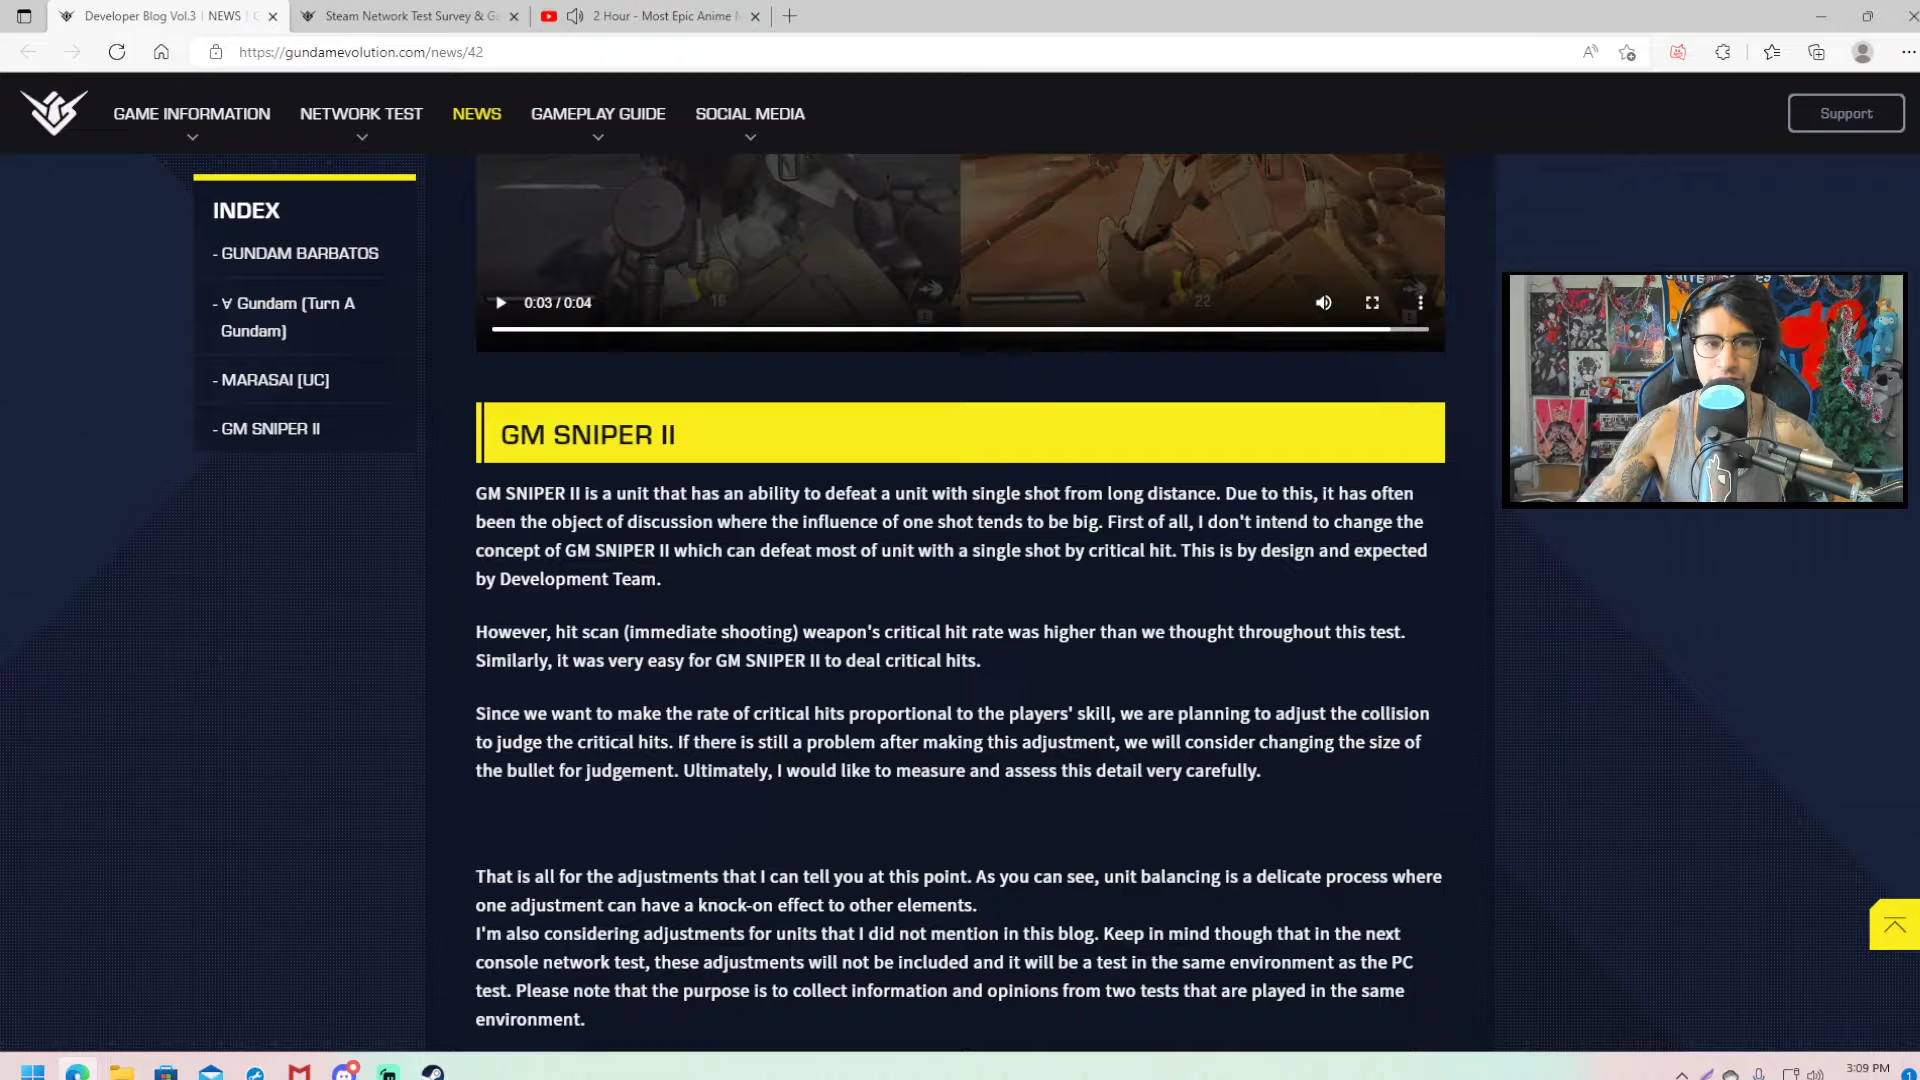 Developer Blog Vol.3 | NEWS |
Steam Network Test Survey & G
2 Hour - Most Epic Anime
https://gundamevolution.com/news/42
GAME INFORMATION
NETWORK TEST
NEWS
GAMEPLAY GUIDE
SOCIAL MEDIA
Support
INDEX
- GUNDAM BARBATOS
- ∀ Gundam [Turn A
Gundam]
- MARASAI [UC]
- GM SNIPER II
16
22
E
0:03 / 0:04
GM SNIPER II
GM SNIPER II is a unit that has an ability to defeat a unit with single shot from long distance. Due to this, it has often
been the object of discussion where the influence of one shot tends to be big. First of all, I don't intend to change the
concept of GM SNIPER II which can defeat most of unit with a single shot by critical hit. This is by design and expected
by Development Team.
However, hit scan (immediate shooting) weapon's critical hit rate was higher than we thought throughout this test.
Similarly, it was very easy for GM SNIPER II to deal critical hits.
Since we want to make the rate of critical hits proportional to the players' skill, we are planning to adjust the collision
to judge the critical hits. If there is still a problem after making this adjustment, we will consider changing the size of
the bullet for judgement. Ultimately, I would like to measure and assess this detail very carefully.
That is all for the adjustments that I can tell you at this point. As you can see, unit balancing is a delicate process where
one adjustment can have a knock-on effect to other elements.
I'm also considering adjustments for units that I did not mention in this blog. Keep in mind though that in the next
console network test, these adjustments will not be included and it will be a test in the same environment as the PC
test. Please note that the purpose is to collect information and opinions from two tests that are played in the same
environment.
3:09 PM
1